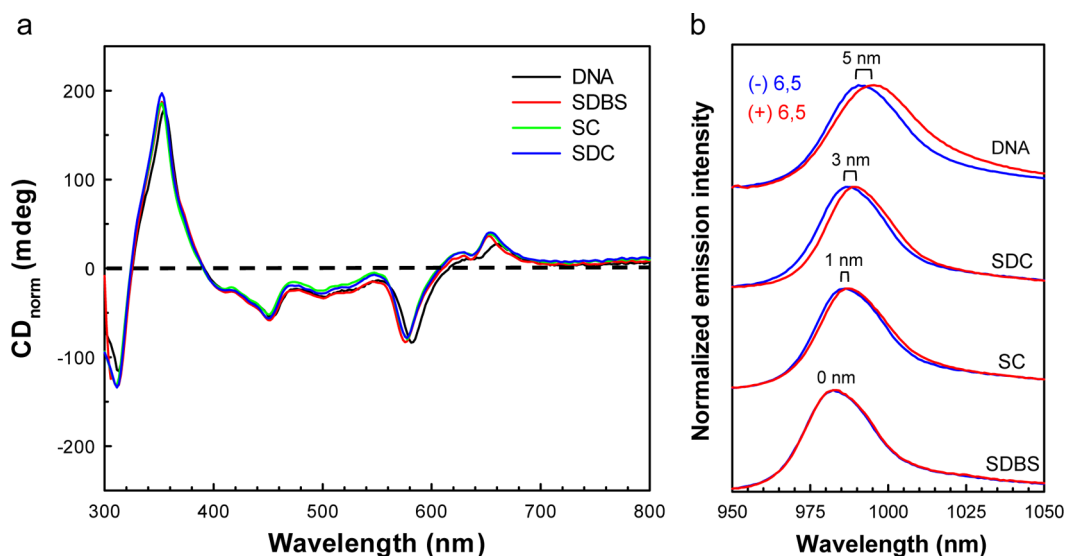 a
CDnorm (mdeg)
200
100
0
-100
-200
300 400 500 600 700 800
Wavelength (nm)
DNA
SDBS
SC
SDC
b
Normalized emission intensity
(-) 6,5
(+) 6,5
5 nm
DNA
3 nm
SDC
1 nm
SC
0 nm
SDBS
950 975 1000 1025 1050
Wavelength (nm)